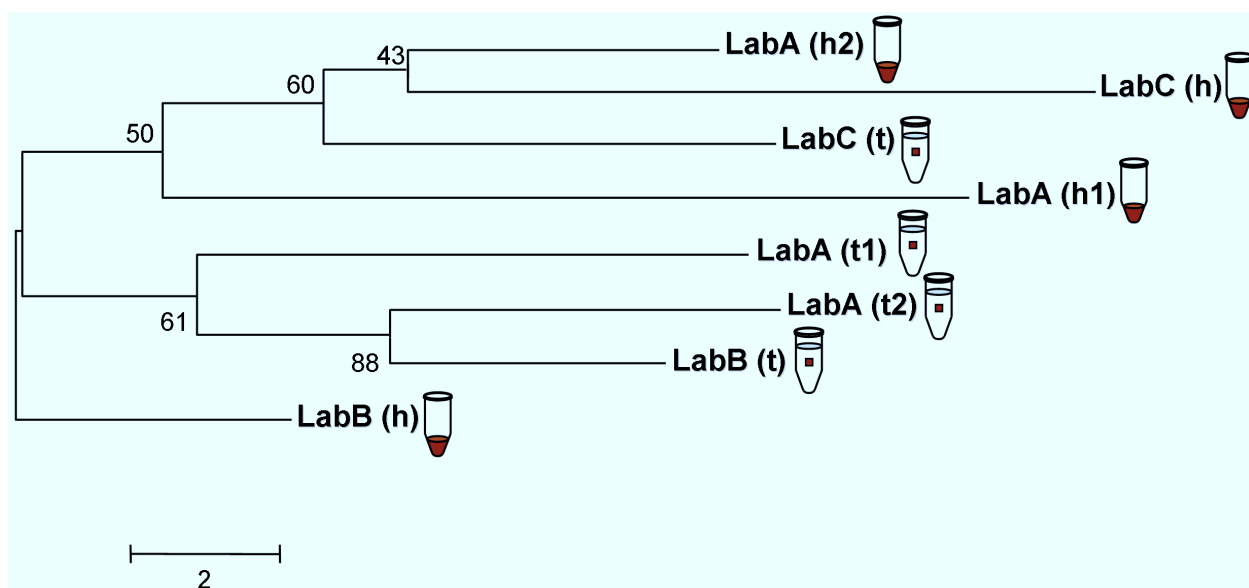 LabA (h2)
43
LabC (h)
60
LabC (t)
50
LabA (h1)
LabA (t1)
LabA (t2)
61
LabB (t)
88
LabB (h)
2